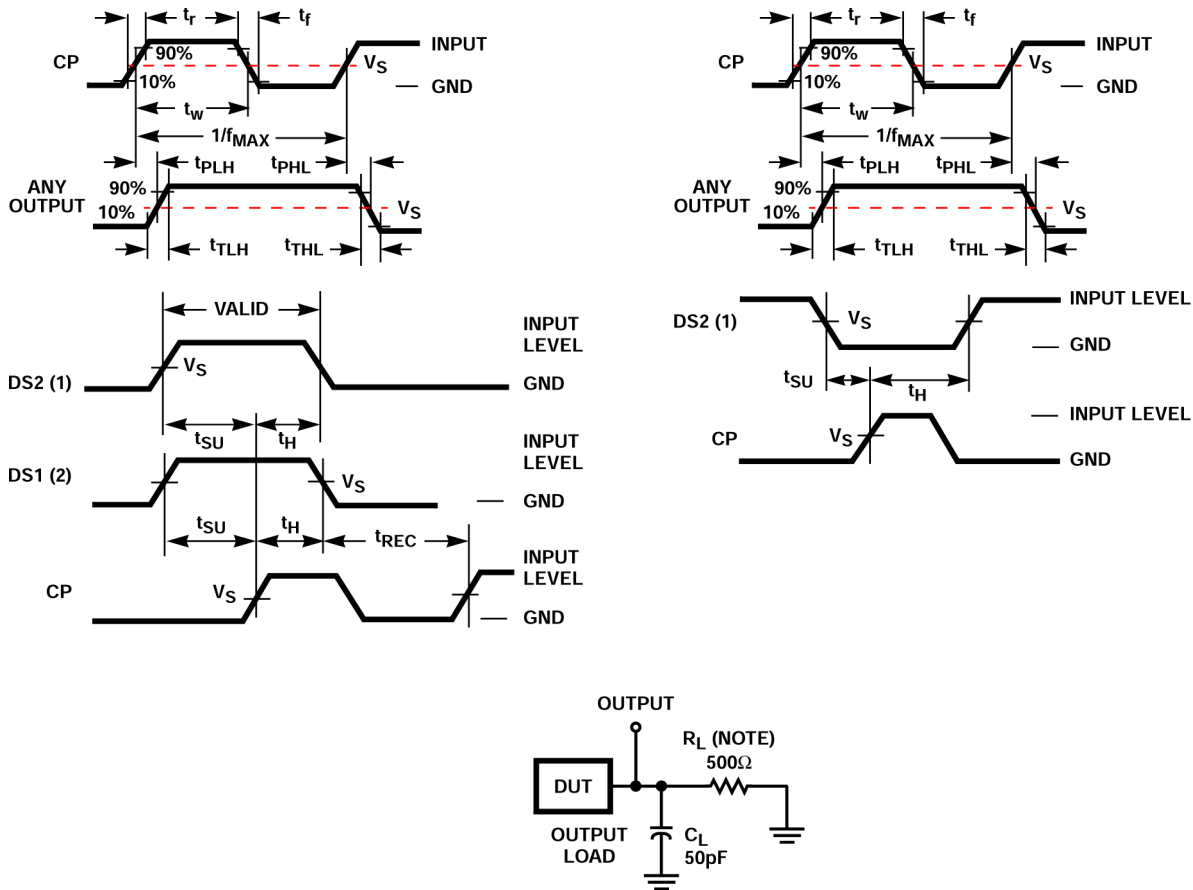 tr
tf
INPUT
CP
90%
VS
10%
GND
tw
1/fMAX
tPLH
tPHL
ANY
OUTPUT
90%
10%
VS
tTLH
tTHL
VALID
INPUT
LEVEL
VS
DS2 (1)
GND
tSU
tH
INPUT
LEVEL
DS1 (2)
VS
GND
tSU
tH
tREC
INPUT
LEVEL
CP
VS
GND
tr
tf
INPUT
CP
90%
VS
10%
GND
tw
1/fMAX
tPLH
tPHL
ANY
OUTPUT
90%
10%
VS
tTLH
tTHL
INPUT LEVEL
DS2 (1)
VS
GND
tSU
tH
INPUT LEVEL
CP
VS
GND
OUTPUT
RL (NOTE)
500Ω
DUT
OUTPUT
LOAD
CL
50pF